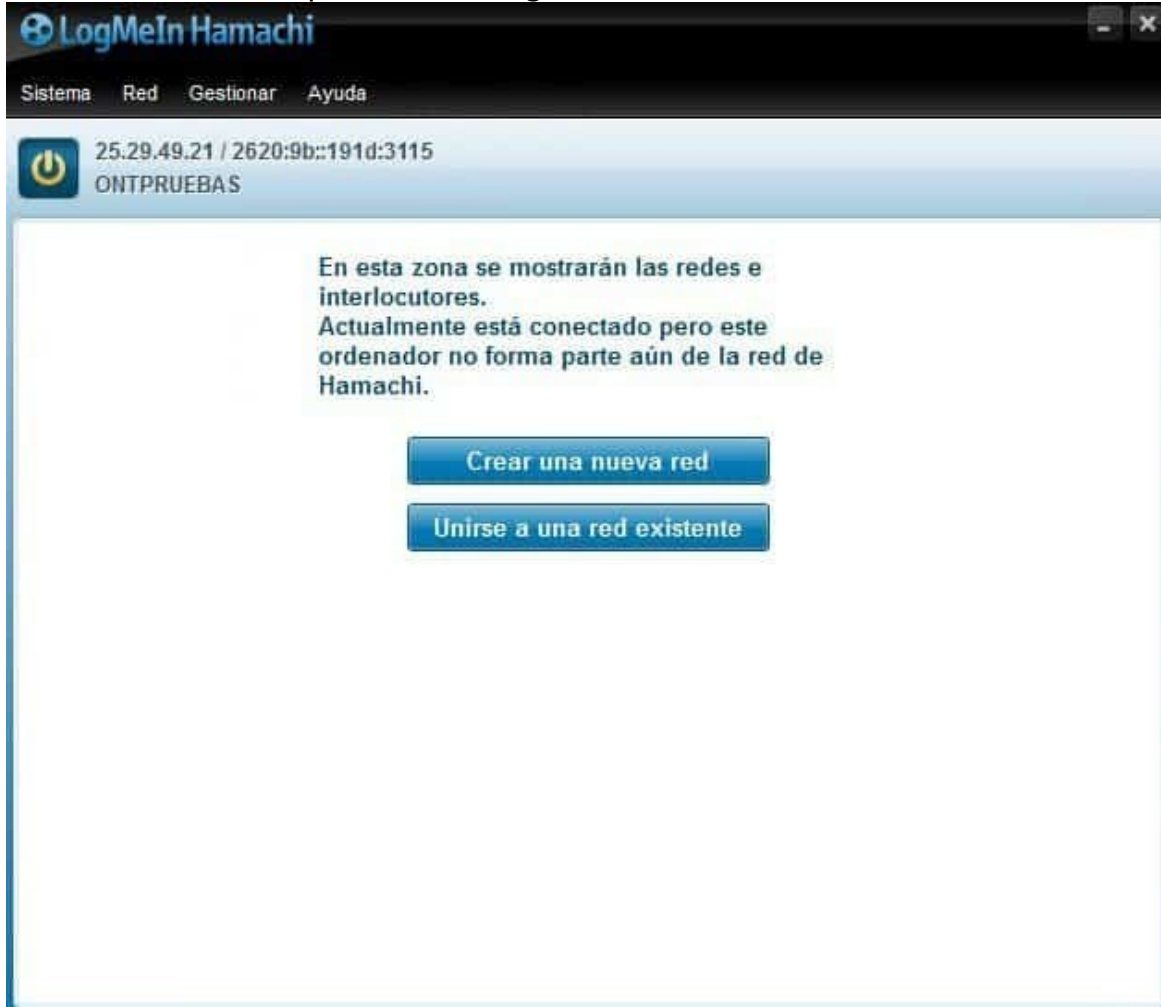 LogMeIn Hamachi
Sistema Red Gestionar Ayuda
25.29.49.21 / 2620:9b::191d:3115
ONTPRUEBAS
En esta zona se mostrarán las redes e
interlocutores.
Actualmente está conectado pero este
ordenador no forma parte aún de la red de
Hamachi.
Crear una nueva red
Unirse a una red existente